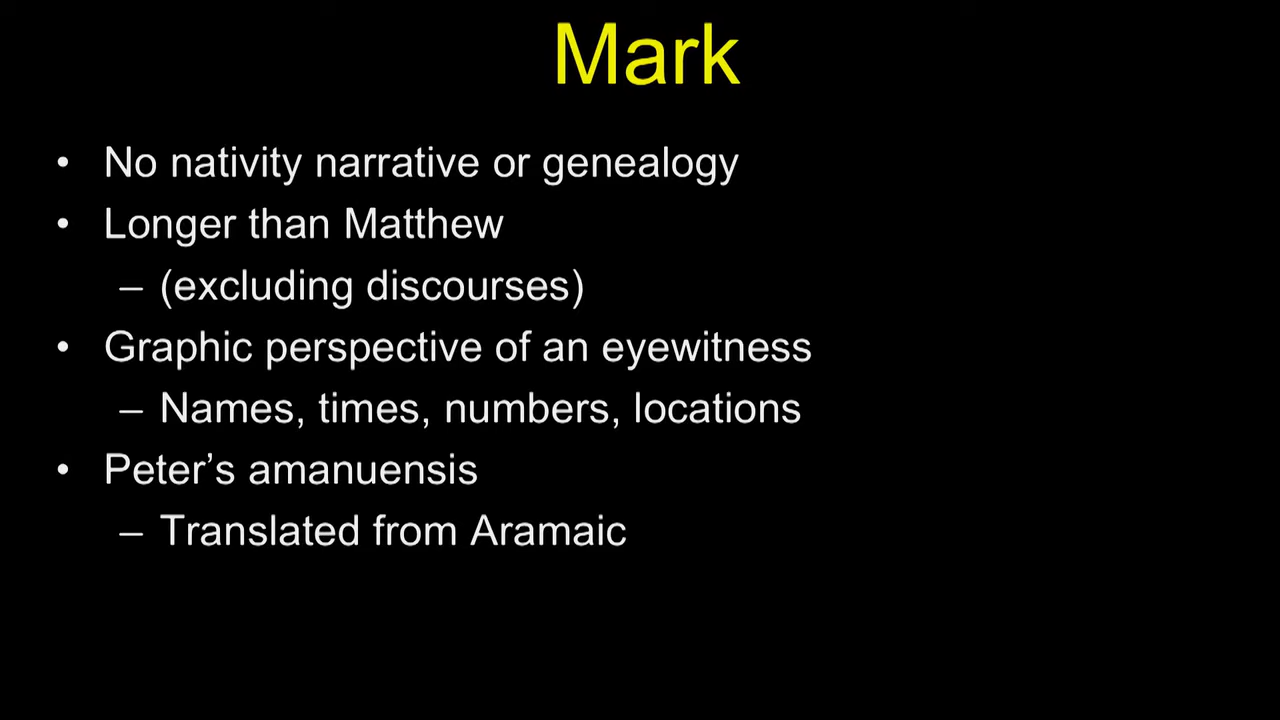 Mark
• No nativity narrative or genealogy
• Longer than Matthew
– (excluding discourses)
• Graphic perspective of an eyewitness
– Names, times, numbers, locations
• Peter’s amanuensis
– Translated from Aramaic